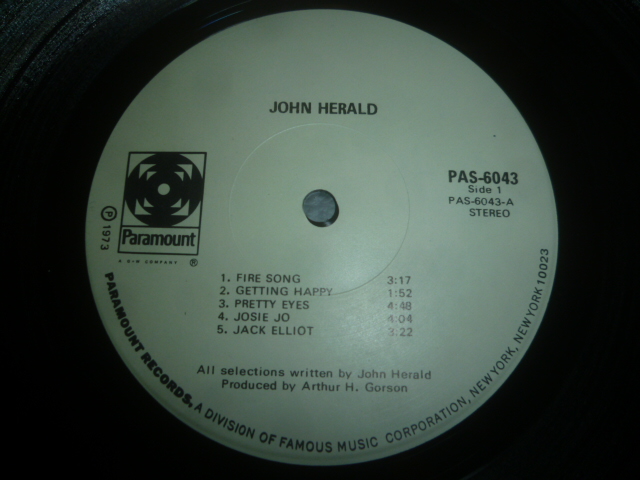 JOHN HERALD
PAS-6043
Side 1
PAS-6043-A
STEREO
Paramount
A G+W COMPANY ®
Ⓟ 1973
1. FIRE SONG 3:17
2. GETTING HAPPY 1:52
3. PRETTY EYES 4:48
4. JOSIE JO 4:04
5. JACK ELLIOT 3:22
All selections written by John Herald
Produced by Arthur H. Gorson
PARAMOUNT RECORDS, A DIVISION OF FAMOUS MUSIC CORPORATION, NEW YORK, NEW YORK 10023